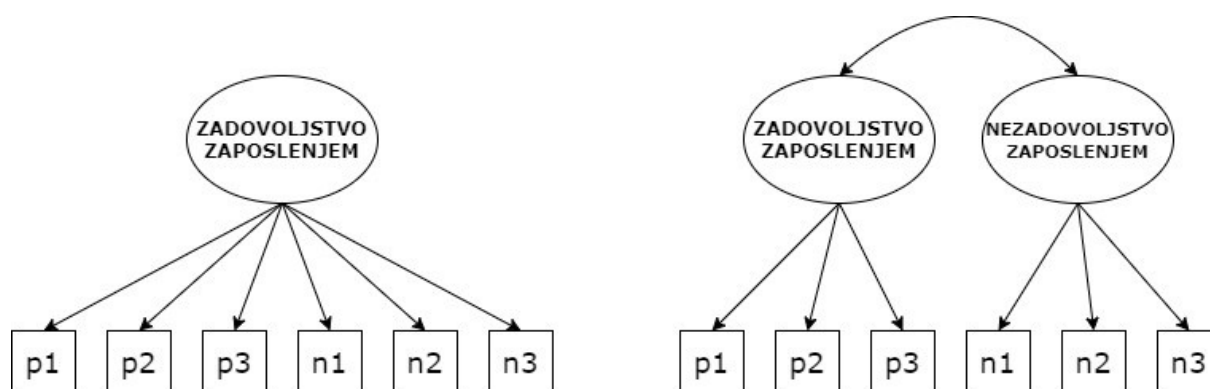 ZADOVOLJSTVO
ZAPOSLENJEM
p1 p2 p3 n1 n2 n3
ZADOVOLJSTVO
ZAPOSLENJEM
NEZADOVOLJSTVO
ZAPOSLENJEM
p1 p2 p3 n1 n2 n3